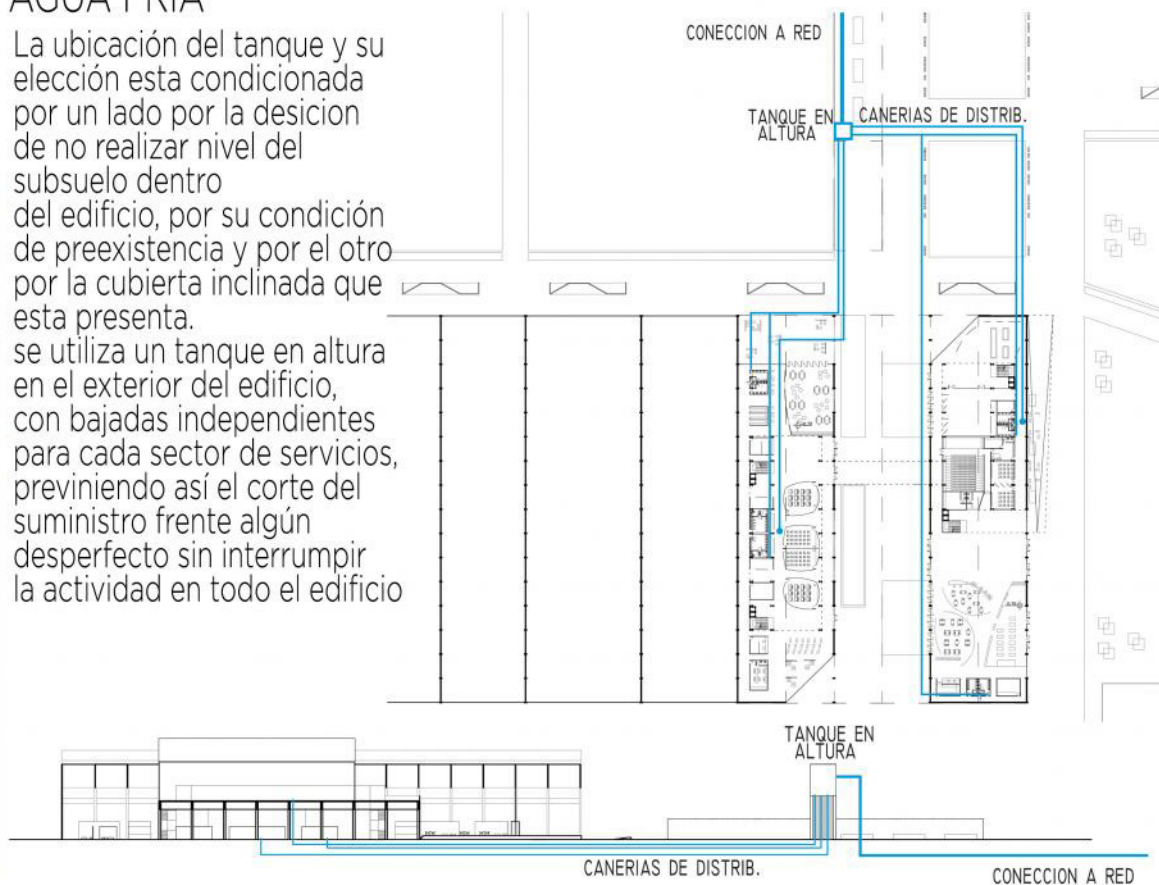 AGUA FRIA
La ubicación del tanque y su
elección esta condicionada
por un lado por la desicion
de no realizar nivel del
subsuelo dentro
del edificio, por su condición
de preexistencia y por el otro
por la cubierta inclinada que
esta presenta.
se utiliza un tanque en altura
en el exterior del edificio,
con bajadas independientes
para cada sector de servicios,
previniendo así el corte del
suministro frente algún
desperfecto sin interrumpir
la actividad en todo el edificio
CONECCION A RED
TANQUE EN
ALTURA
CANERIAS DE DISTRIB.
TANQUE EN
ALTURA
CANERIAS DE DISTRIB.
CONECCION A RED